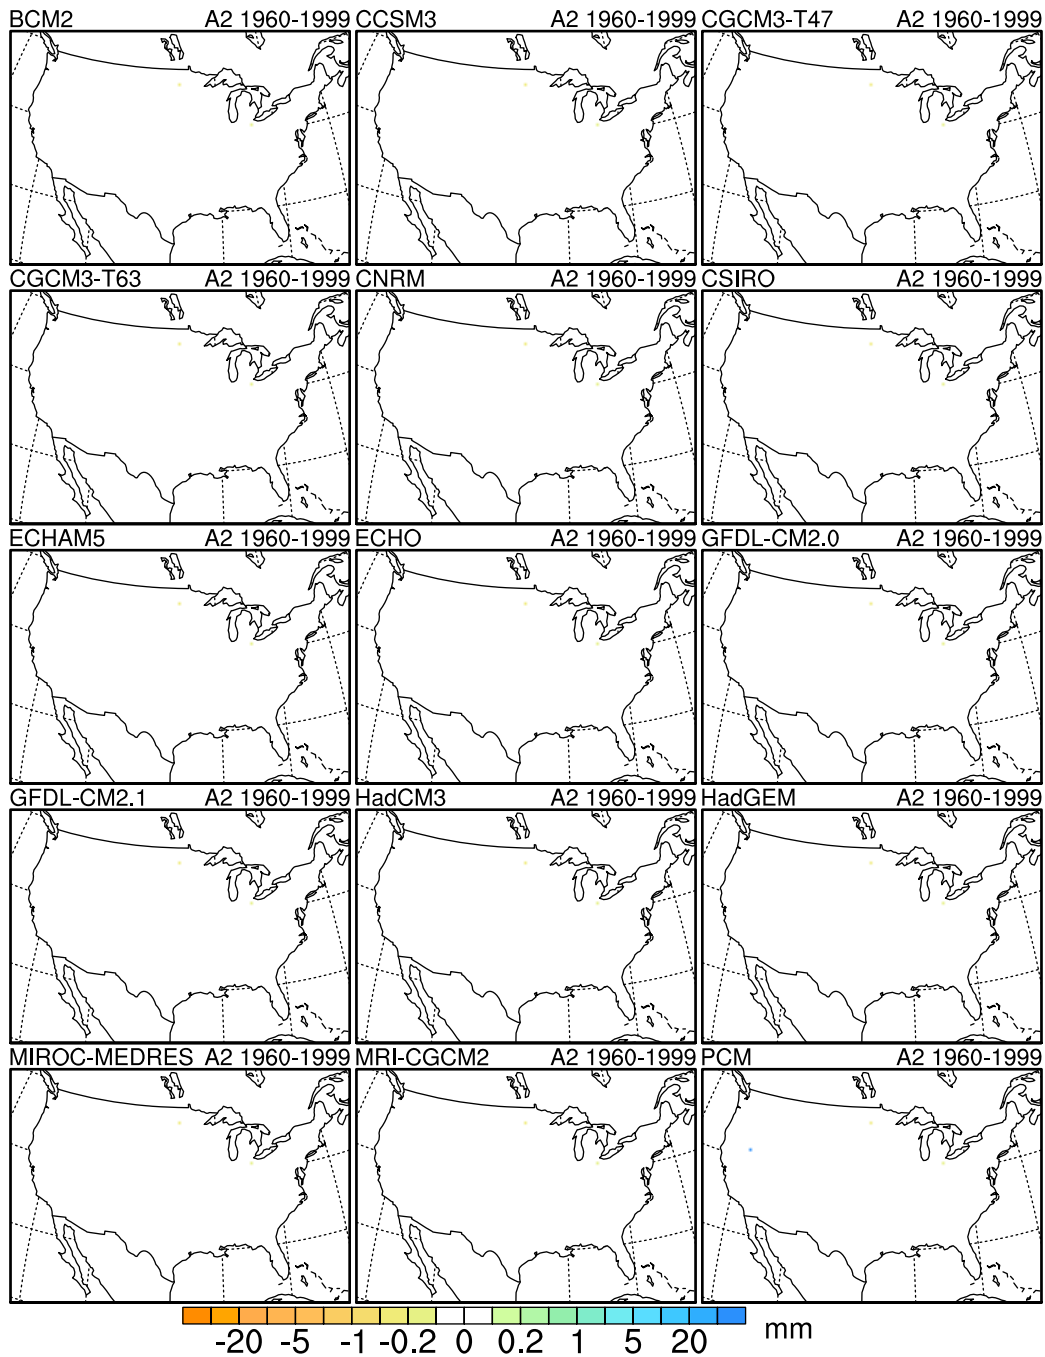 BCM2 A2 1960-1999 CCSM3 A2 1960-1999 CGCM3-T47 A2 1960-1999
CGCM3-T63 A2 1960-1999 CNRM A2 1960-1999 CSIRO A2 1960-1999
ECHAM5 A2 1960-1999 ECHO A2 1960-1999 GFDL-CM2.0 A2 1960-1999
GFDL-CM2.1 A2 1960-1999 HadCM3 A2 1960-1999 HadGEM A2 1960-1999
MIROC-MEDRES A2 1960-1999 MRI-CGCM2 A2 1960-1999 PCM A2 1960-1999
-20 -5 -1 -0.2 0 0.2 1 5 20 mm